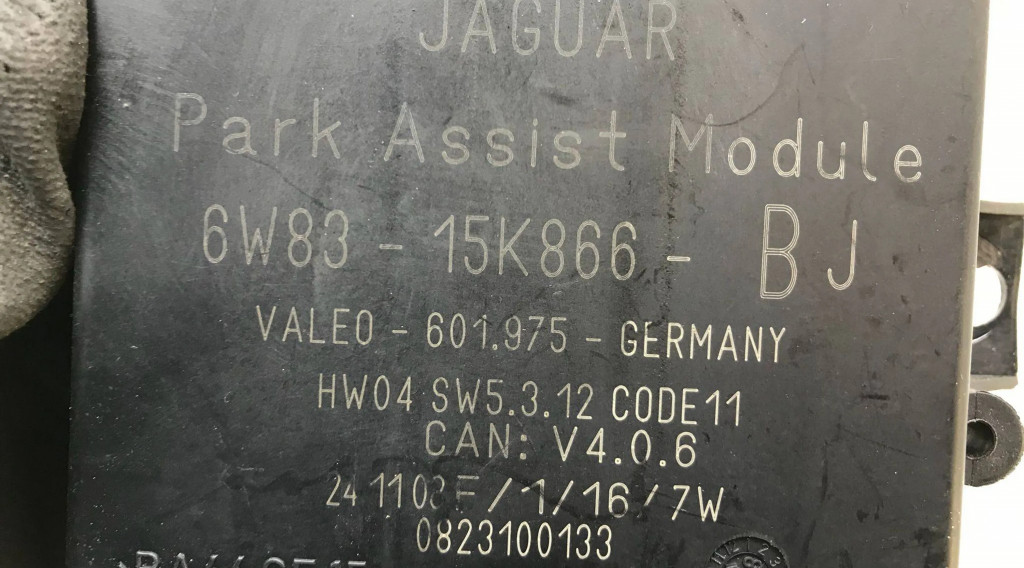 JAGUAR
Park Assist Module
6W83 - 15K866 - BJ
VALEO - 601.975 - GERMANY
HW04 SW5.3.12 CODE11
CAN: V4.0.6
0823100133